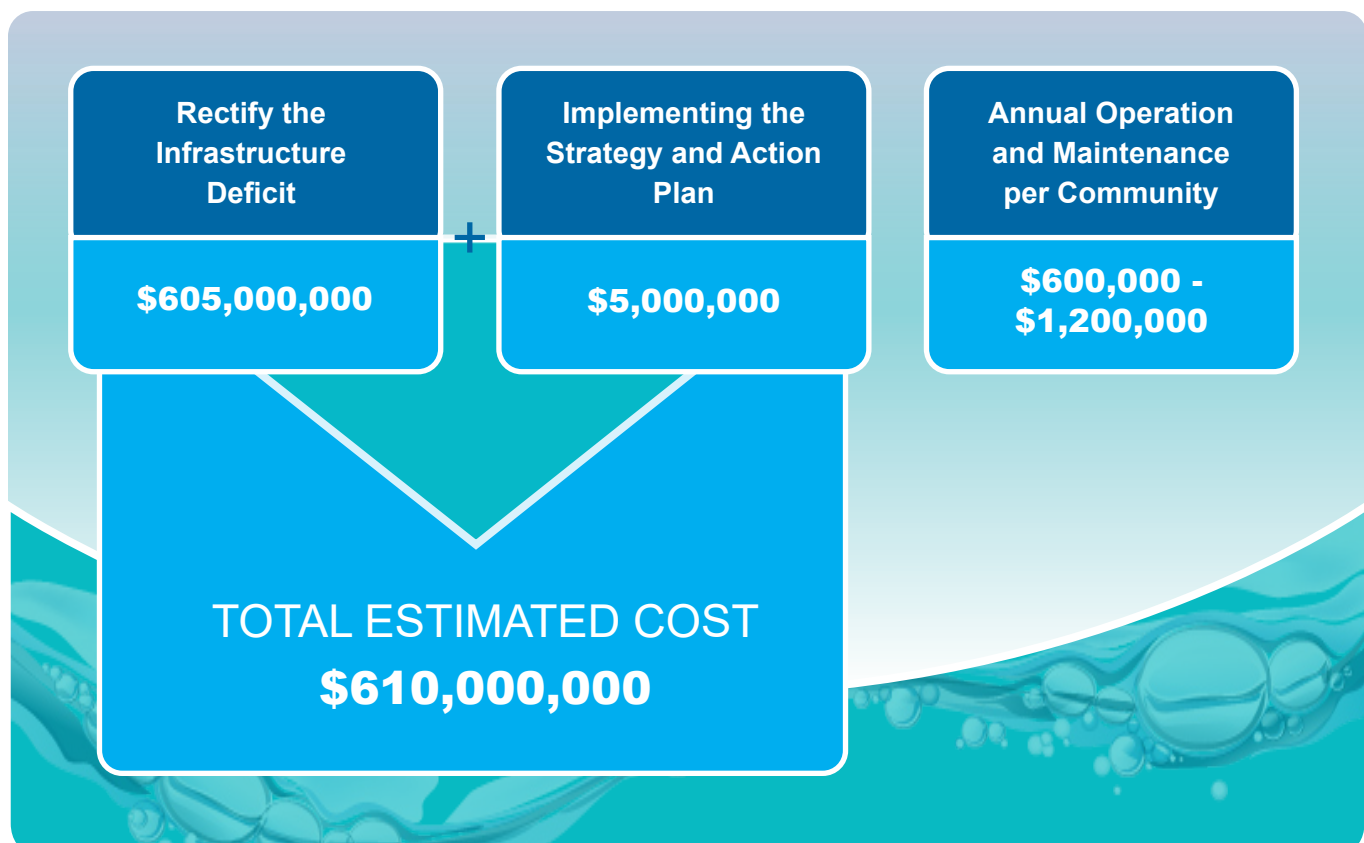 Rectify the
Infrastructure
Deficit
$605,000,000
+
Implementing the
Strategy and Action
Plan
$5,000,000
Annual Operation
and Maintenance
per Community
$600,000 -
$1,200,000
TOTAL ESTIMATED COST
$610,000,000